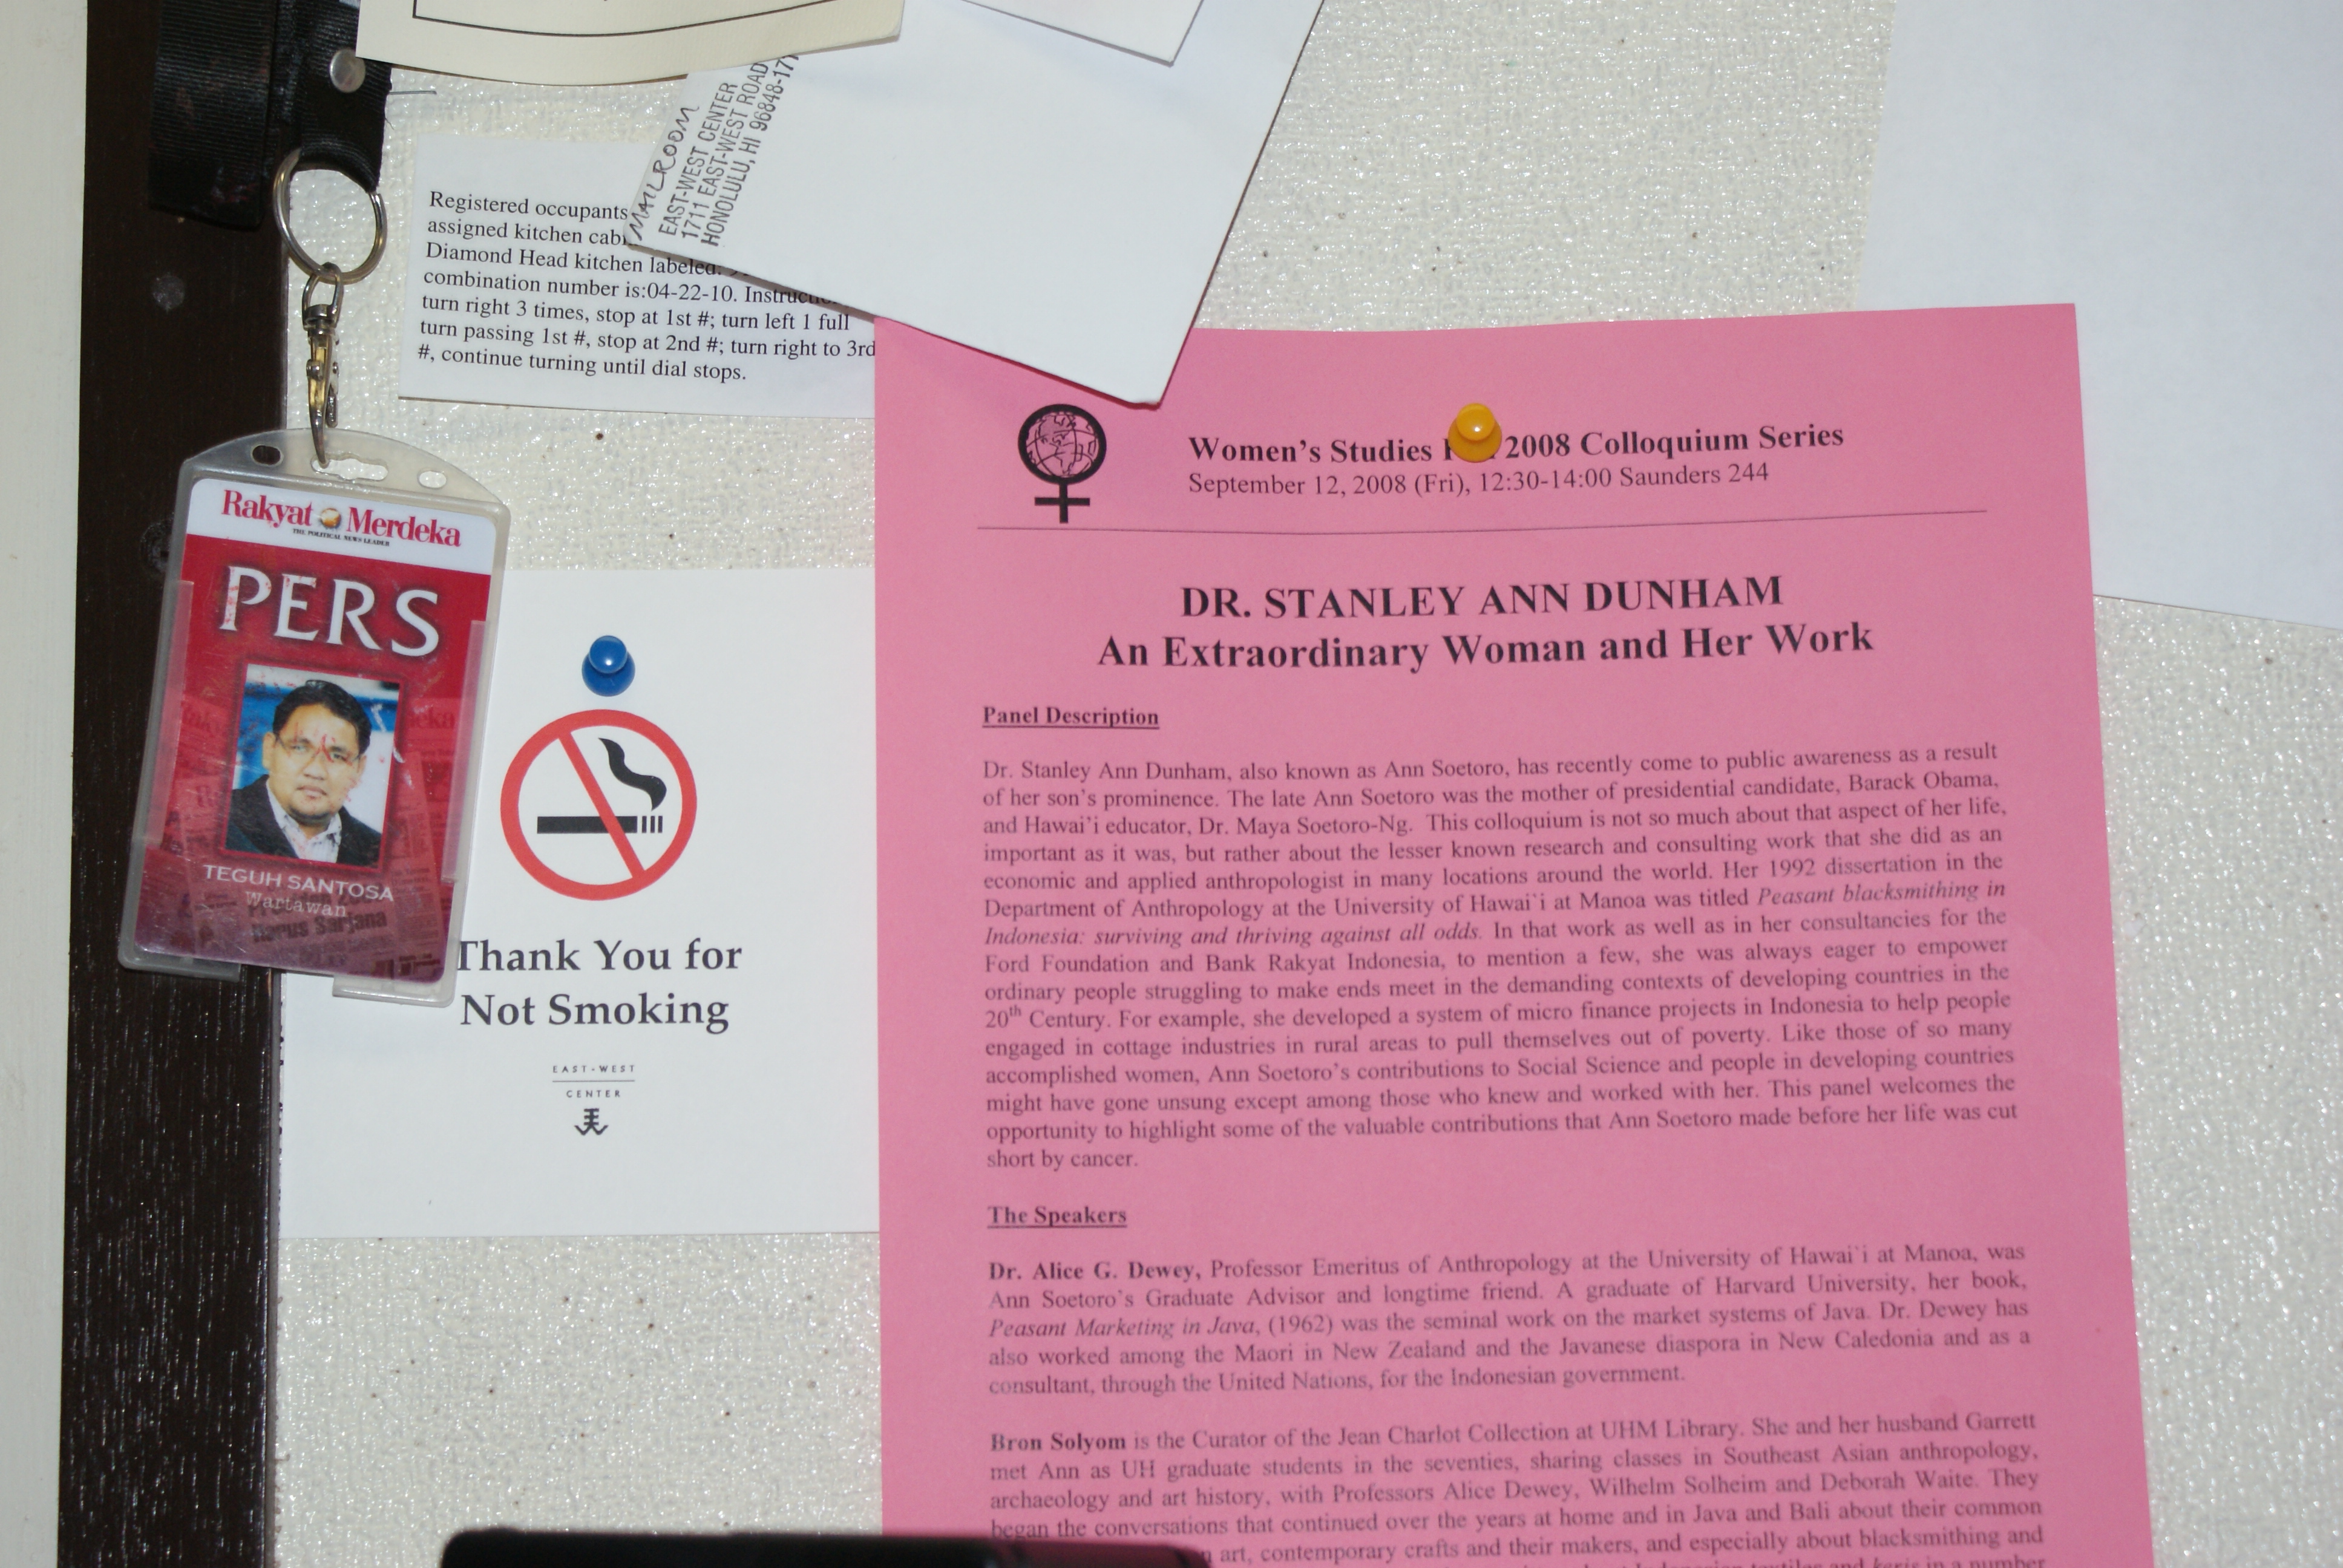 MAILROOM
EAST-WEST CENTER
1711 EAST-WEST ROAD
HONOLULU, HI 96848-17
Registered occupants
assigned kitchen
Diamond Head kitchen labeled:
combination number is:04-22-10.
turn right 3 times, stop at 1st #; turn left 1 full
turn passing 1st #, stop at 2nd #; turn right to 3rd
#, continue turning until dial stops.
Rakyat Merdeka
THE POLITICAL NEWS LEADER
PERS
TEGUH SANTOSA
Wartawan
Harus Sarjana
Thank You for
Not Smoking
EAST-WEST
CENTER
Women's Studies 2008 Colloquium Series
September 12, 2008 (Fri), 12:30-14:00 Saunders 244
DR. STANLEY ANN DUNHAM
An Extraordinary Woman and Her Work
Panel Description
Dr. Stanley Ann Dunham, also known as Ann Soetoro, has recently come to public awareness as a result
of her son's prominence. The late Ann Soetoro was the mother of presidential candidate, Barack Obama,
and Hawai'i educator, Dr. Maya Soetoro-Ng. This colloquium is not so much about that aspect of her life,
important as it was, but rather about the lesser known research and consulting work that she did as an
economic and applied anthropologist in many locations around the world. Her 1992 dissertation in the
Department of Anthropology at the University of Hawai`i at Manoa was titled Peasant blacksmithing in
Indonesia: surviving and thriving against all odds. In that work as well as in her consultancies for the
Ford Foundation and Bank Rakyat Indonesia, to mention a few, she was always eager to empower
ordinary people struggling to make ends meet in the demanding contexts of developing countries in the
20th Century. For example, she developed a system of micro finance projects in Indonesia to help people
engaged in cottage industries in rural areas to pull themselves out of poverty. Like those of so many
accomplished women, Ann Soetoro's contributions to Social Science and people in developing countries
might have gone unsung except among those who knew and worked with her. This panel welcomes the
opportunity to highlight some of the valuable contributions that Ann Soetoro made before her life was cut
short by cancer.
The Speakers
Dr. Alice G. Dewey, Professor Emeritus of Anthropology at the University of Hawai`i at Manoa, was
Ann Soetoro's Graduate Advisor and longtime friend. A graduate of Harvard University, her book,
Peasant Marketing in Java, (1962) was the seminal work on the market systems of Java. Dr. Dewey has
also worked among the Maori in New Zealand and the Javanese diaspora in New Caledonia and as a
consultant, through the United Nations, for the Indonesian government.
Bron Solyom is the Curator of the Jean Charlot Collection at UHM Library. She and her husband Garrett
met Ann as UH graduate students in the seventies, sharing classes in Southeast Asian anthropology,
archaeology and art history, with Professors Alice Dewey, Wilhelm Solheim and Deborah Waite. They
began the conversations that continued over the years at home and in Java and Bali about their common
art, contemporary crafts and their makers, and especially about blacksmithing and